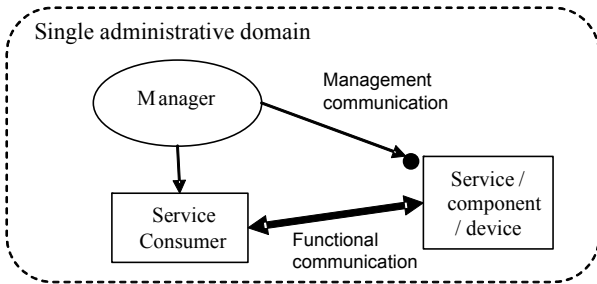 Single administrative domain
Manager
Management
communication
Service /
component
/ device
Service
Consumer
Functional
communication